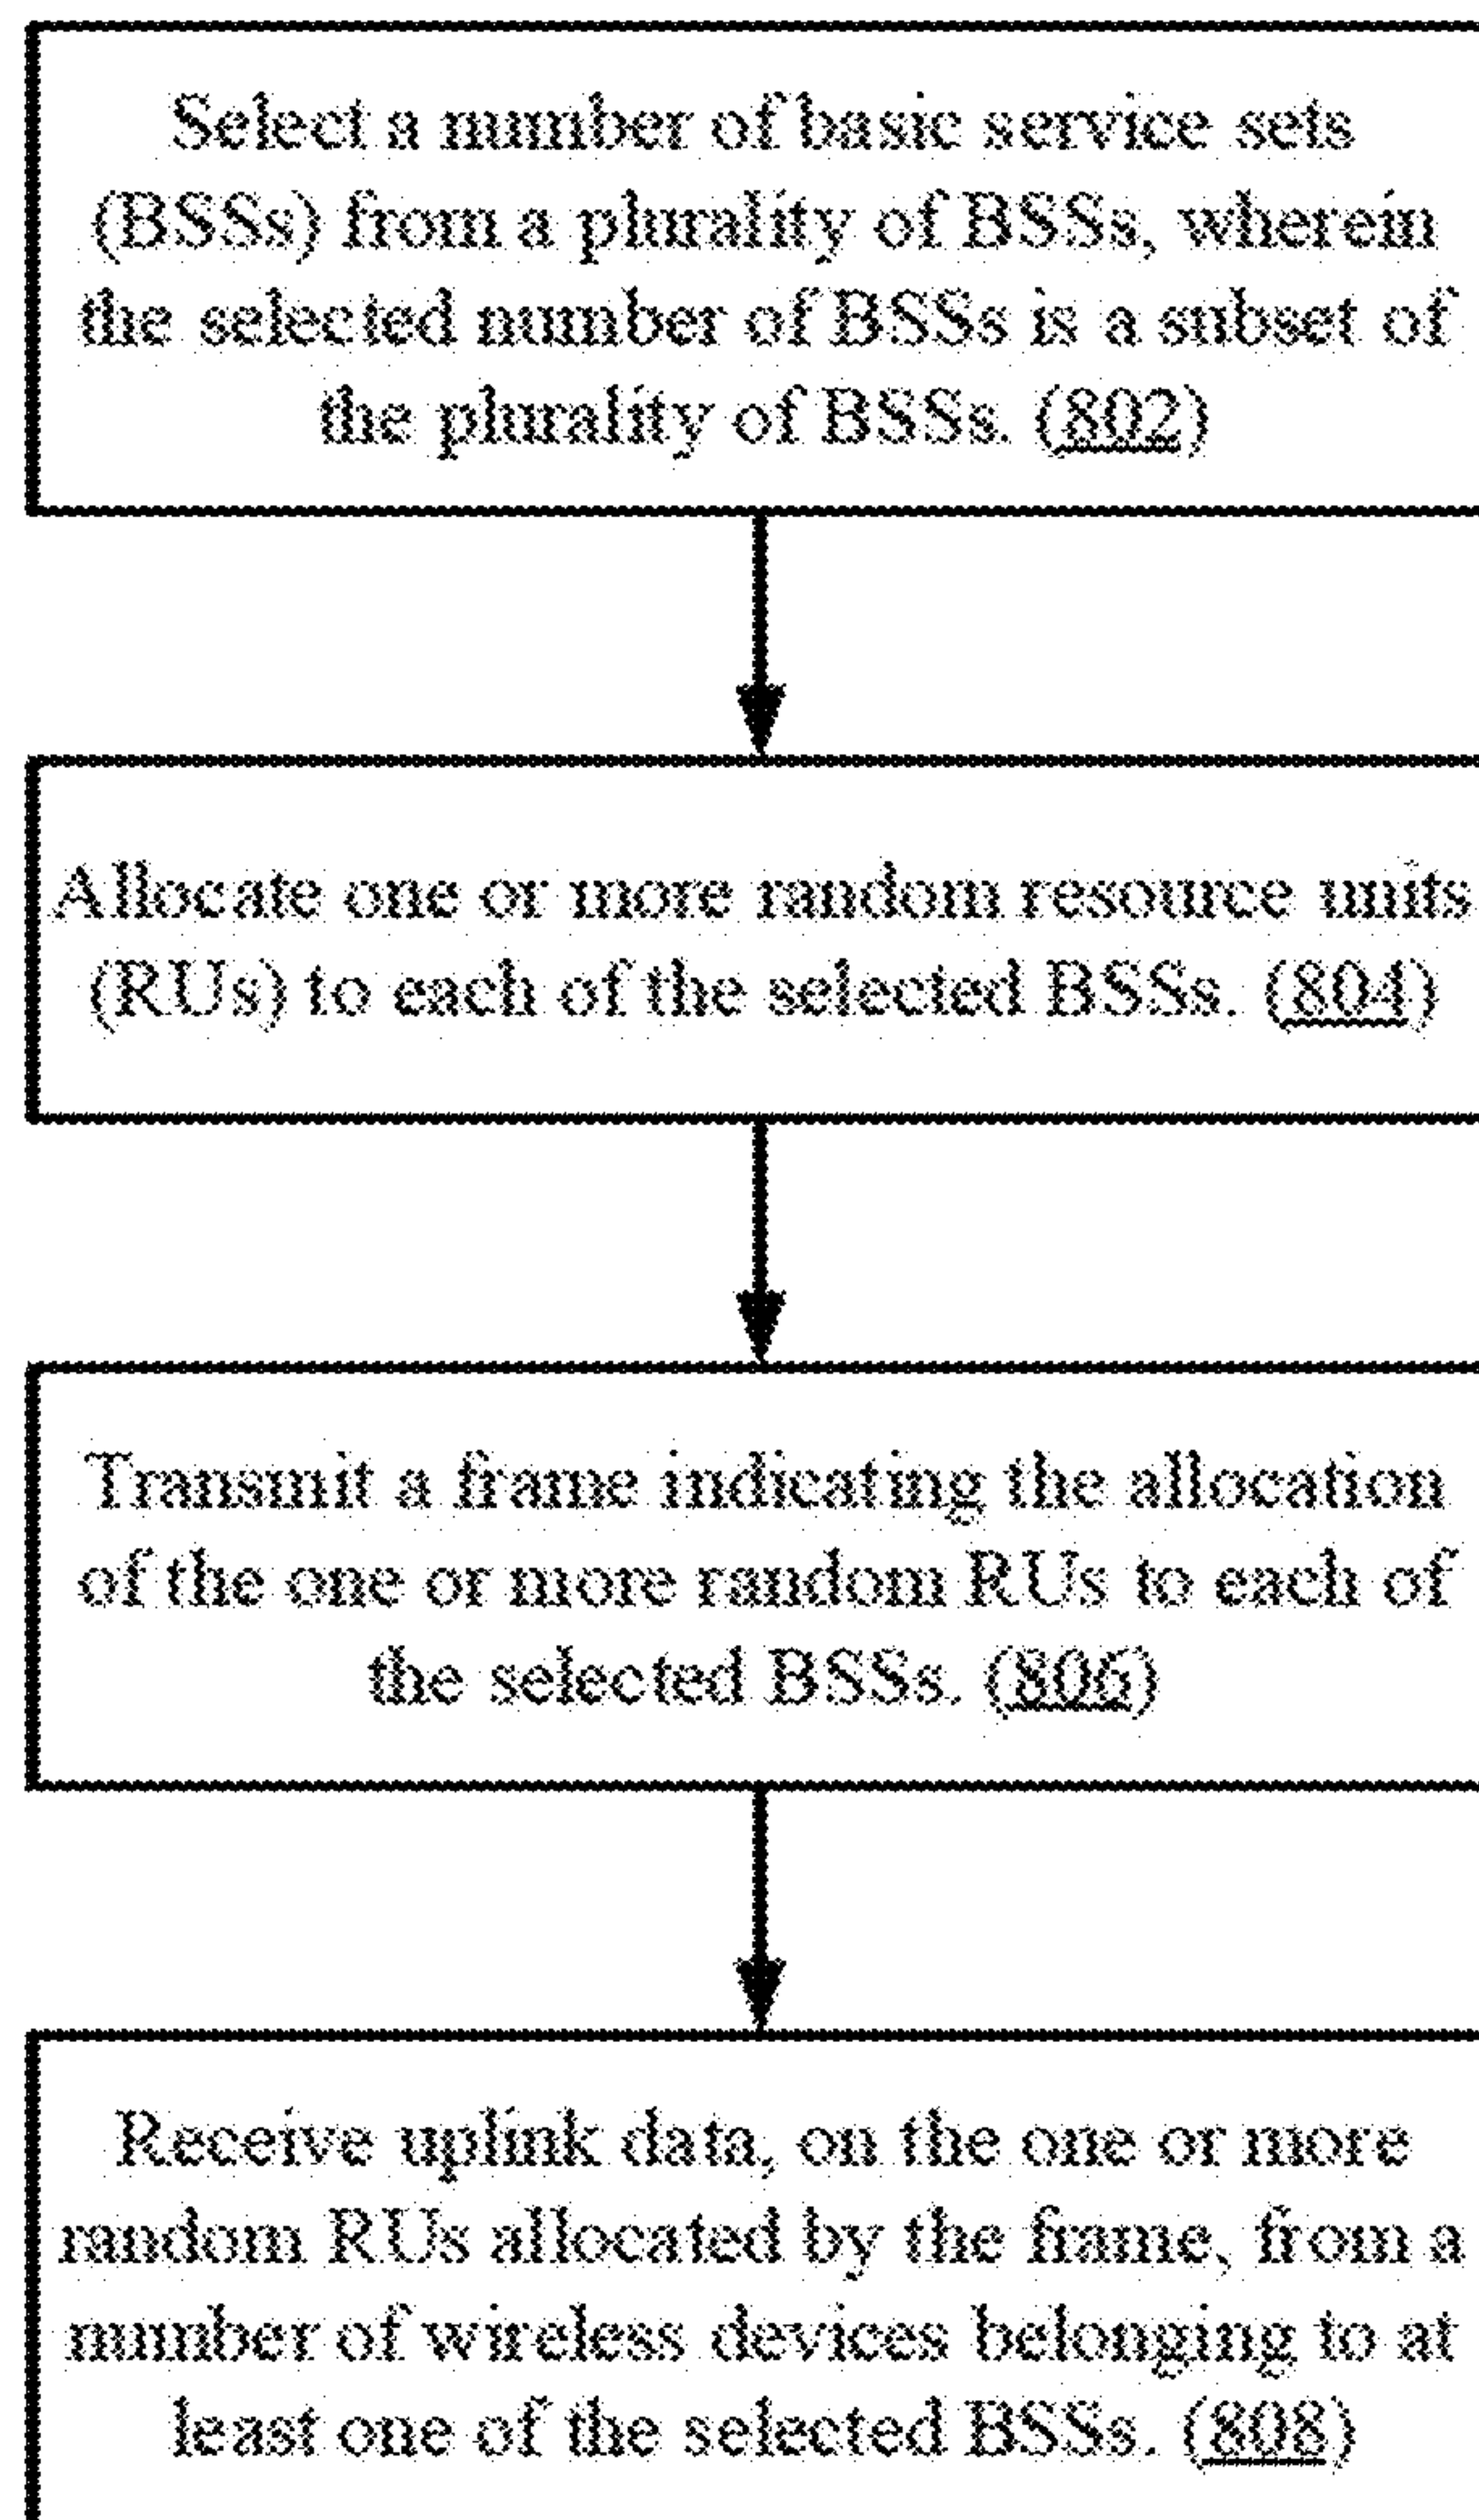 Select a number of basic service sets
(BSSs) from a plurality of BSSs, wherein
the selected number of BSSs is a subset of
the plurality of BSSs. (802)
Allocate one or more random resource units
(RUs) to each of the selected BSSs. (804)
Transmit a frame indicating the allocation
of the one or more random RUs to each of
the selected BSSs. (806)
Receive uplink data, on the one or more
random RUs allocated by the frame, from a
number of wireless devices belonging to at
least one of the selected BSSs. (808)